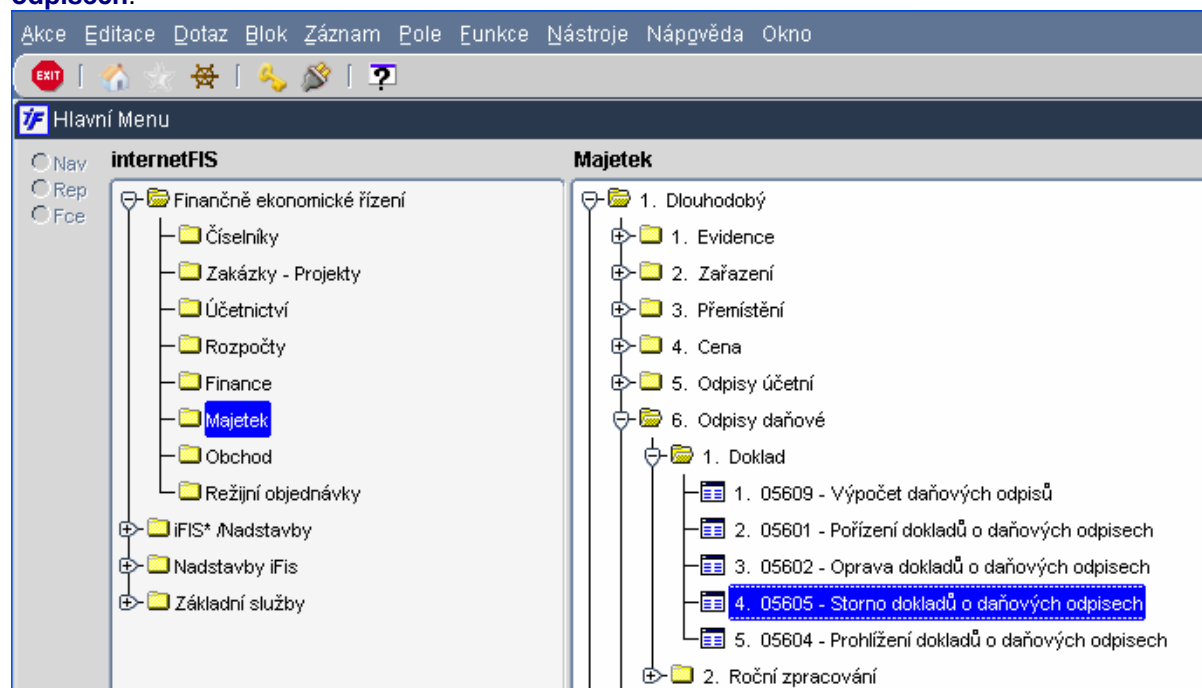 odpisech.
Akce Editace Dotaz Blok Záznam Pole Funkce Nástroje Nápověda Okno
EXIT
iF Hlavní Menu
Nav
Rep
Fce
internetFIS
Finančně ekonomické řízení
Číselníky
Zakázky - Projekty
Účetnictví
Rozpočty
Finance
Majetek
Obchod
Režijní objednávky
iFIS* /Nadstavby
Nadstavby iFis
Základní služby
Majetek
1. Dlouhodobý
1. Evidence
2. Zařazení
3. Přemístění
4. Cena
5. Odpisy účetní
6. Odpisy daňové
1. Doklad
1. 05609 - Výpočet daňových odpisů
2. 05601 - Pořízení dokladů o daňových odpisech
3. 05602 - Oprava dokladů o daňových odpisech
4. 05605 - Storno dokladů o daňových odpisech
5. 05604 - Prohlížení dokladů o daňových odpisech
2. Roční zpracování